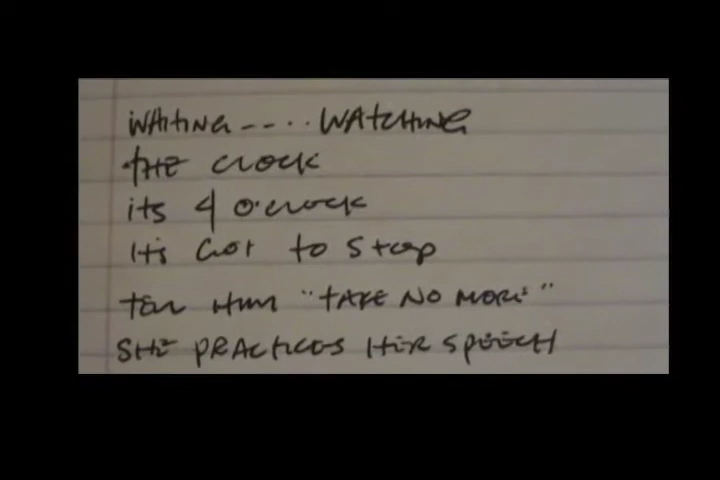 WAITING --.. WATCHING
THE CLOCK
its 4 O'CLOCK
It's Got to Stop
TELL HIM "TAKE NO MORE"
SHE PRACTICES HER SPEECH